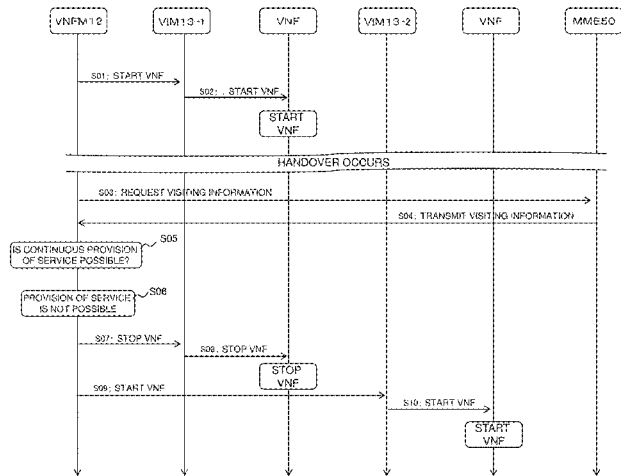 VNFM12
VIM13-1
VNF
VIM13-2
VNF
MME50
S01: START VNF
S02: START VNF
START
VNF
HANDOVER OCCURS
S03: REQUEST VISITING INFORMATION
S04: TRANSMIT VISITING INFORMATION
IS CONTINUOUS PROVISION
OF SERVICE POSSIBLE?
S05
PROVISION OF SERVICE
IS NOT POSSIBLE
S06
S07: STOP VNF
S08: STOP VNF
STOP
VNF
S09: START VNF
S10: START VNF
START
VNF